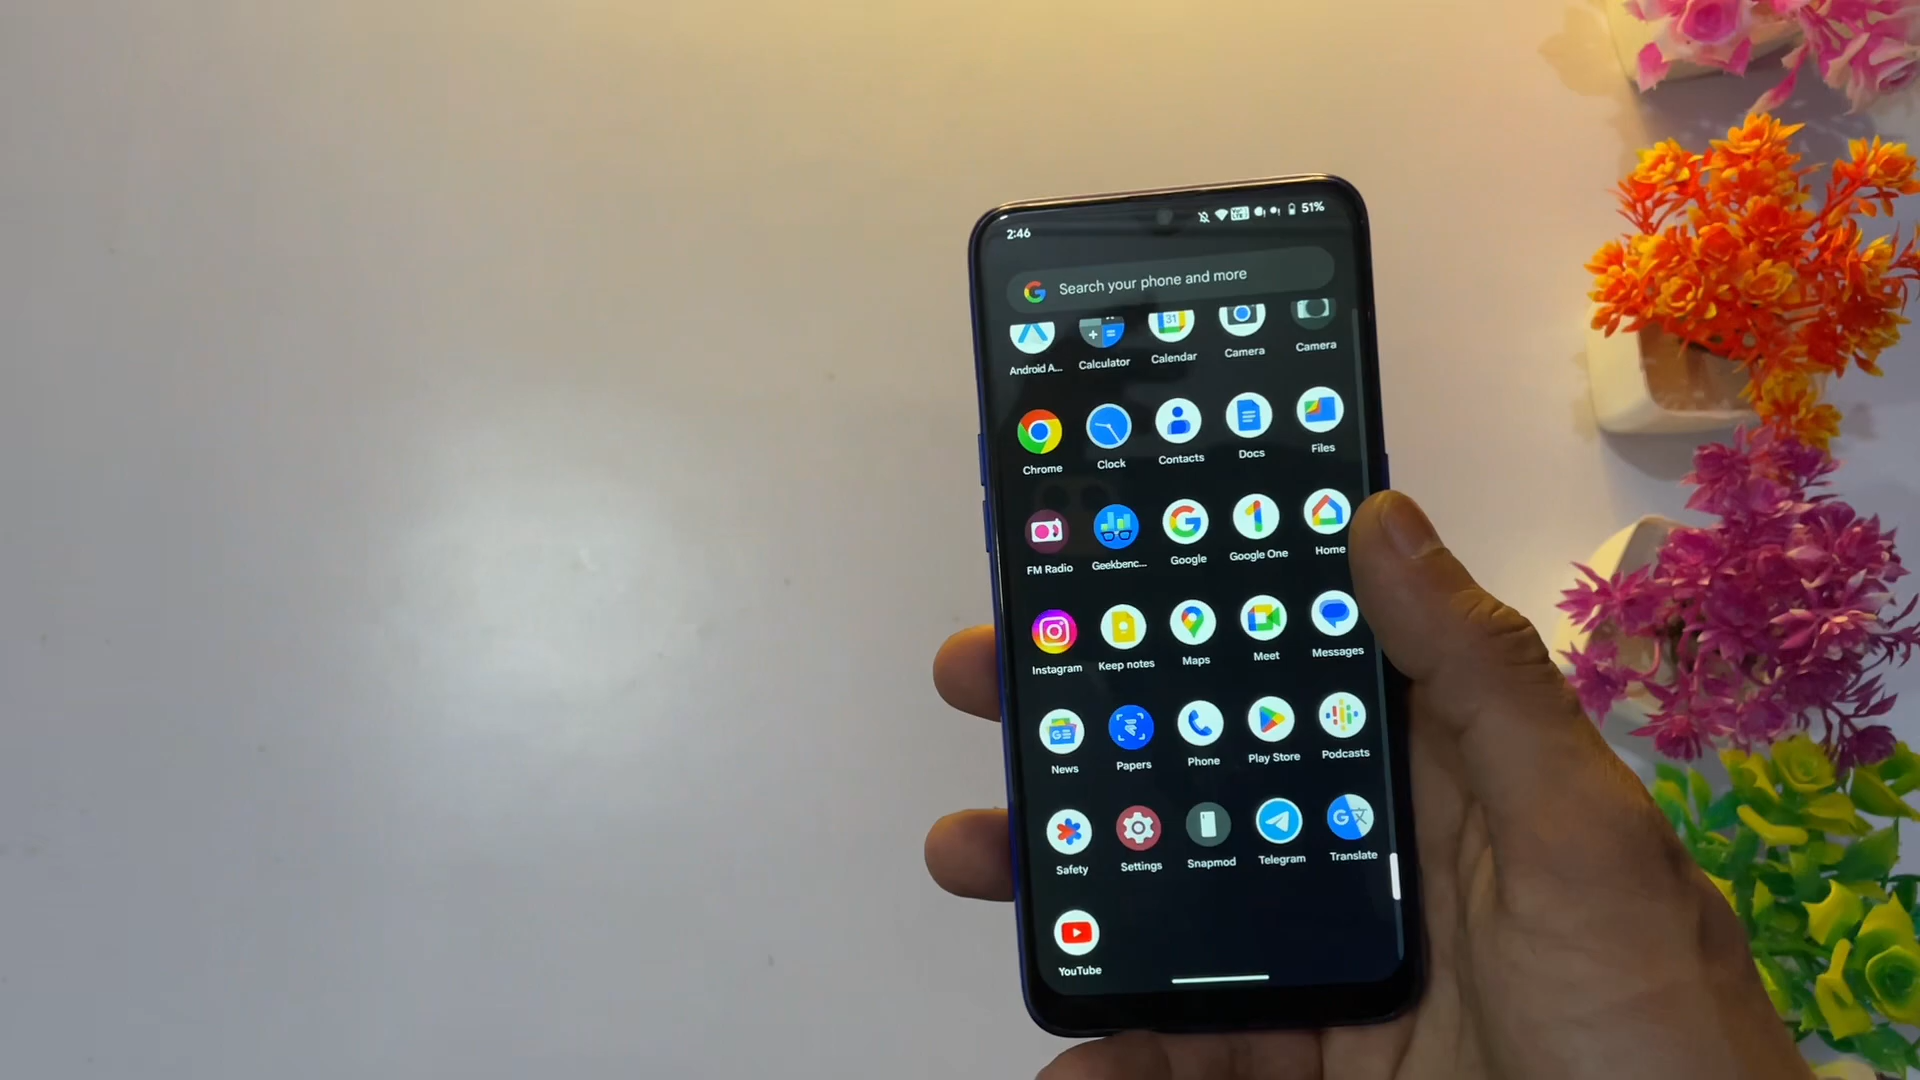 2:46
51%
Search your phone and more
31
Android A...
Calculator
Calendar
Camera
Camera
Chrome
Clock
Contacts
Docs
Files
FM Radio
Geekbenc...
Google
Google One
Home
Instagram
Keep notes
Maps
Meet
Messages
News
Papers
Phone
Play Store
Podcasts
Safety
Settings
Snapmod
Telegram
Translate
YouTube